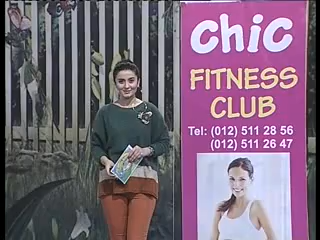 chic
FITNESS
CLUB
Tel: (012) 511 28 56
(012) 511 26 47